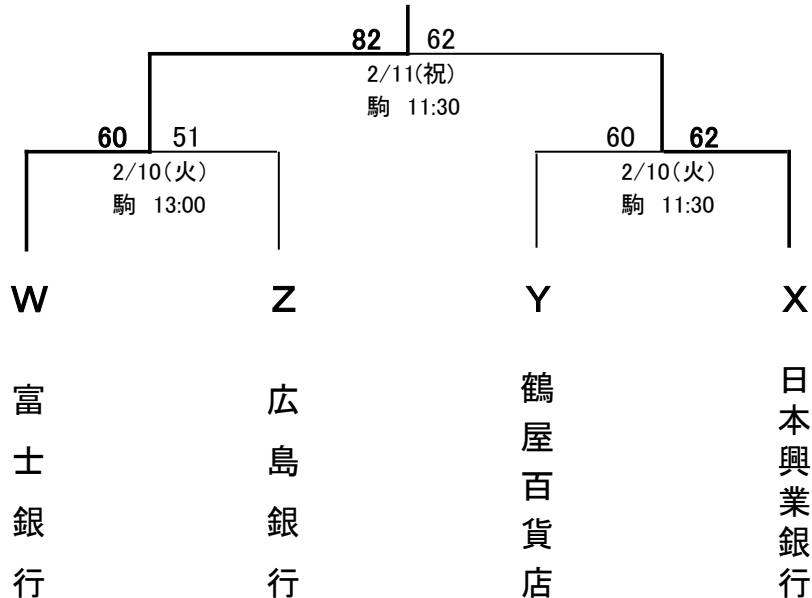 82 62
2/11(祝)
駒 11:30
60 51
2/10(火)
駒 13:00
60 62
2/10(火)
駒 11:30
W Z Y X
富士銀行
広島銀行
鶴屋百貨店
日本興業銀行